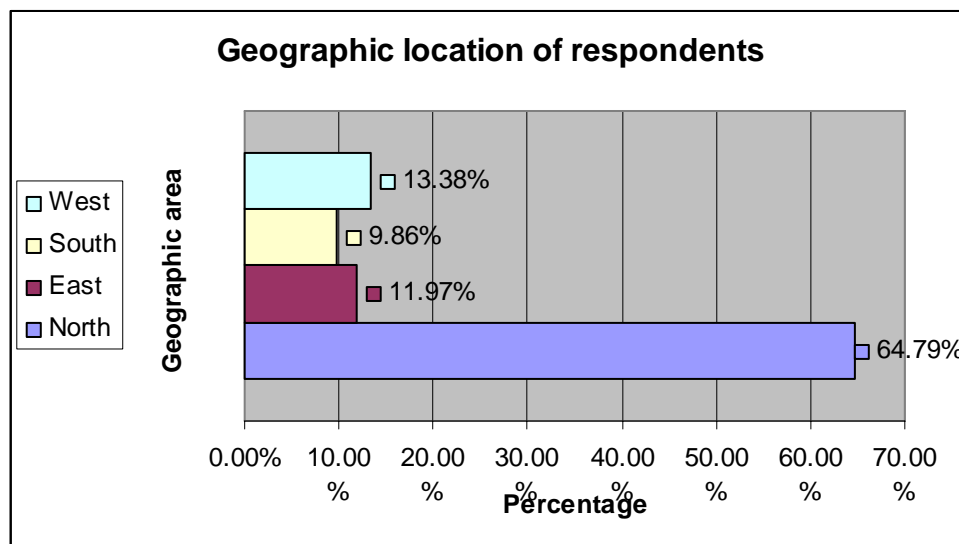 Geographic location of respondents
Geographic area
West
South
East
North
13.38%
9.86%
11.97%
64.79%
0.00% 10.00 % 20.00 % 30.00 % 40.00 % 50.00 % 60.00 % 70.00 %
Percentage